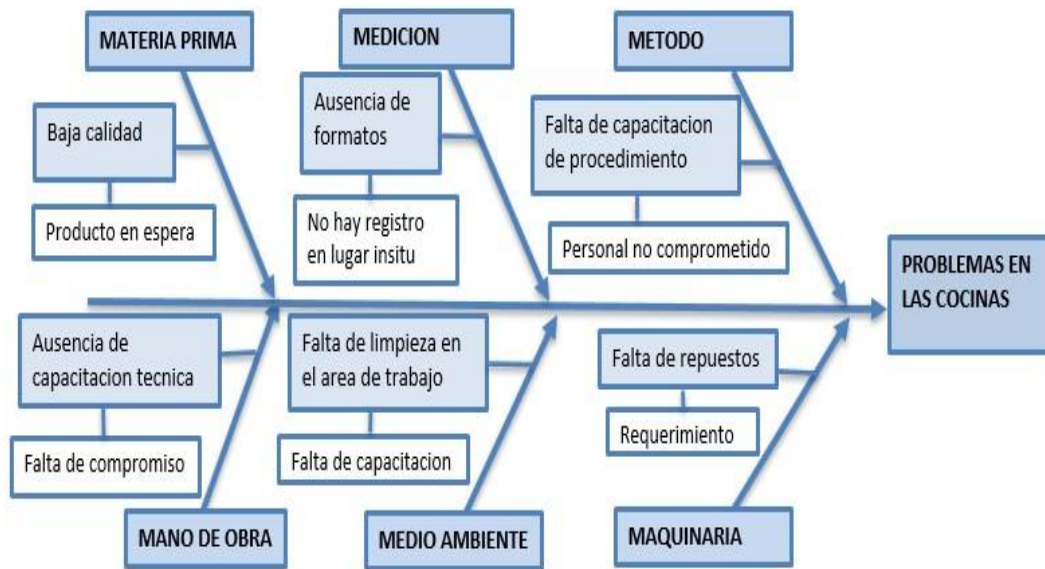 MATERIA PRIMA
MEDICION
METODO
Baja calidad
Producto en espera
Ausencia de
formatos
No hay registro
en lugar insitu
Falta de capacitacion
de procedimiento
Personal no comprometido
PROBLEMAS EN
LAS COCINAS
Ausencia de
capacitacion tecnica
Falta de compromiso
Falta de limpieza en
el area de trabajo
Falta de capacitacion
Falta de repuestos
Requerimiento
MANO DE OBRA
MEDIO AMBIENTE
MAQUINARIA